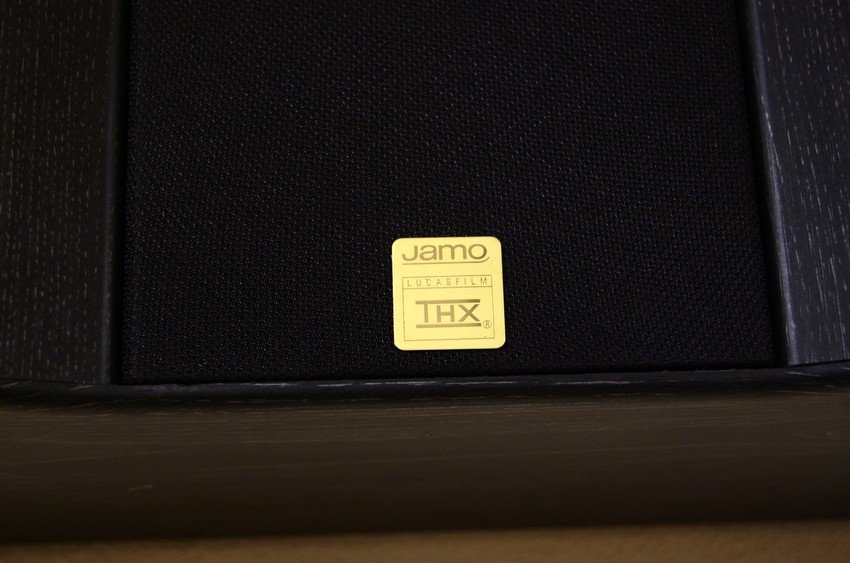 Jamo
LUCASFILM
THX ®